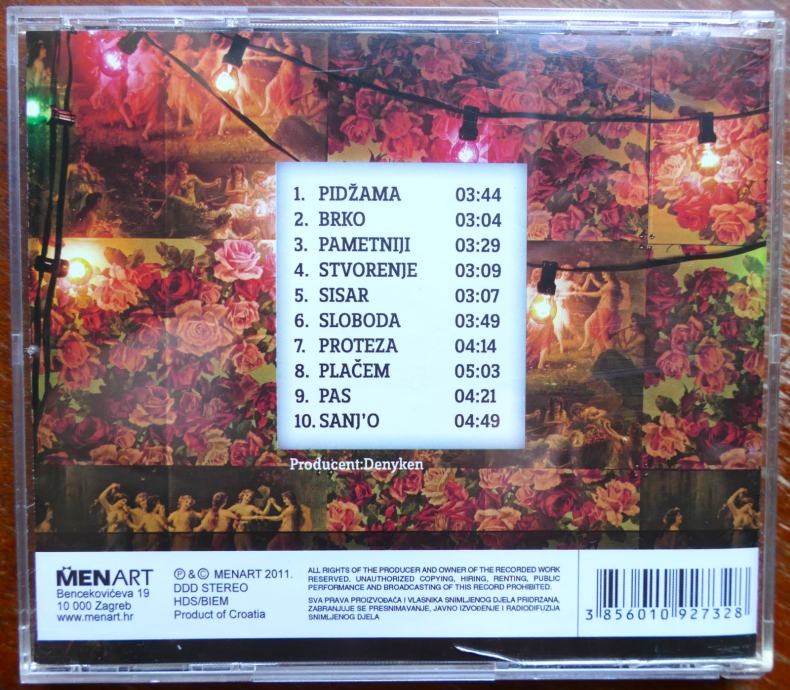 1. PIDŽAMA 03:44
2. BRKO 03:04
3. PAMETNIJI 03:29
4. STVORENJE 03:09
5. SISAR 03:07
6. SLOBODA 03:49
7. PROTEZA 04:14
8. PLAČEM 05:03
9. PAS 04:21
10. SANJ'O 04:49
Producent:Denyken
MENART
Bencekovićeva 19
10 000 Zagreb
www.menart.hr
℗ & © MENART 2011.
DDD STEREO
HDS/BIEM
Product of Croatia
ALL RIGHTS OF THE PRODUCER AND OWNER OF THE RECORDED WORK
RESERVED. UNAUTHORIZED COPYING, HIRING, RENTING, PUBLIC
PERFORMANCE AND BROADCASTING OF THIS RECORD PROHIBITED.
SVA PRAVA PROIZVOĐAČA I VLASNIKA SNIMLJENOG DJELA PRIDRŽANA,
ZABRANJUJE SE PRESNIMAVANJE, JAVNO IZVOĐENJE I RADIODIFUZIJA
SNIMLJENOG DJELA
3 856010 927328